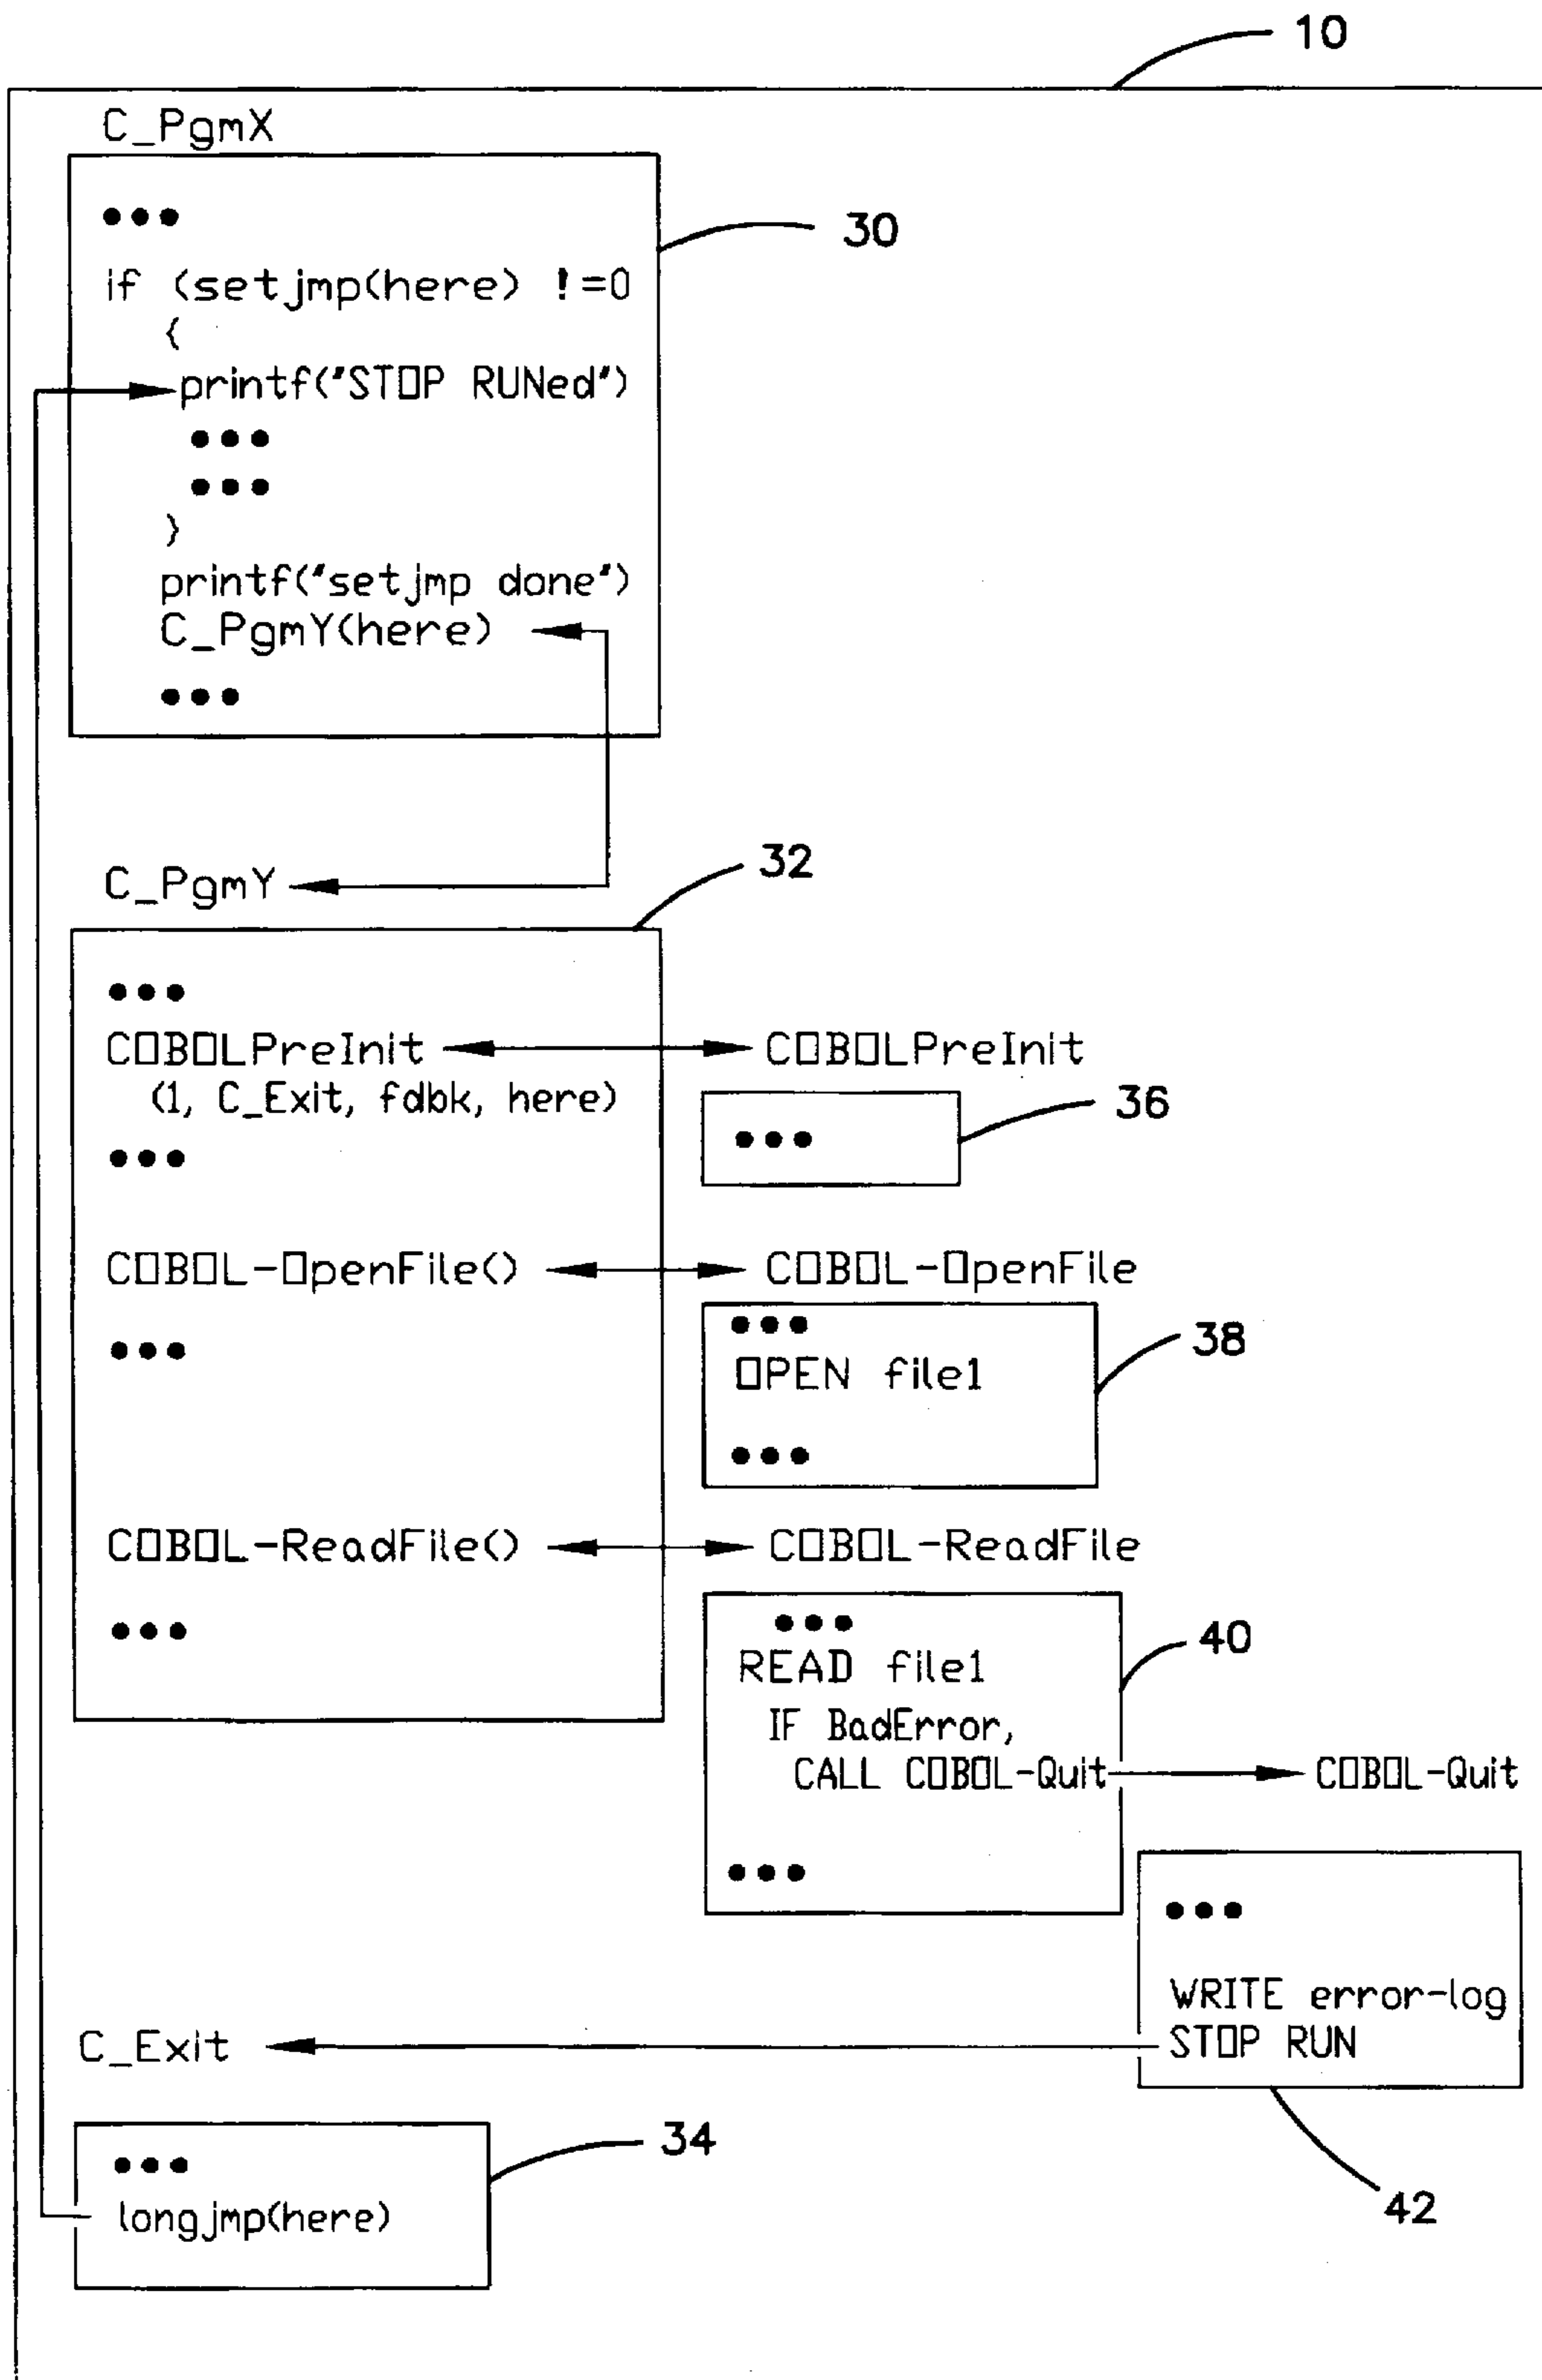 10
C_PgmX
●●●
30
if (setjmp(here) !=0
{
printf("STOP RUNed")
●●●
●●●
}
printf("setjmp done")
C_PgmY(here)
●●●
C_PgmY
32
●●●
COBOLPreInit
COBOLPreInit
(1, C_Exit, fdbk, here)
36
●●●
●●●
COBOL-OpenFile()
COBOL-OpenFile
●●●
●●●
38
OPEN file1
●●●
COBOL-ReadFile()
COBOL-ReadFile
●●●
●●●
40
READ file1
IF BadError,
CALL COBOL-Quit
COBOL-Quit
●●●
●●●
WRITE error-log
STOP RUN
C_Exit
42
34
●●●
longjmp(here)